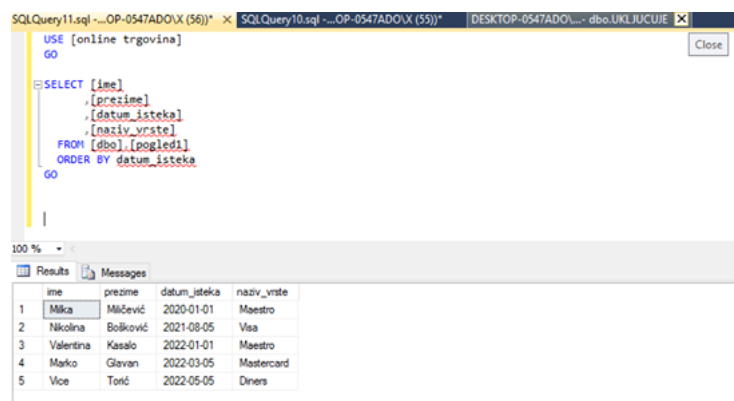 SQLQuery11.sql -...OP-0547ADO\X (56))* × SQLQuery10.sql -...OP-0547ADO\X (55))* DESKTOP-0547ADO\...- dbo.UKLJUCUJE X
Close
USE [online trgovina]
GO
SELECT [ime]
,[prezime]
,[datum_isteka]
,[naziv_vrste]
FROM [dbo].[pogled1]
ORDER BY datum_isteka
GO
100 %
Results Messages
ime prezime datum_isteka naziv_vrste
1 Milka Miličević 2020-01-01 Maestro
2 Nikolina Bošković 2021-08-05 Visa
3 Valentina Kasalo 2022-01-01 Maestro
4 Marko Glavan 2022-03-05 Mastercard
5 Vice Torić 2022-05-05 Diners